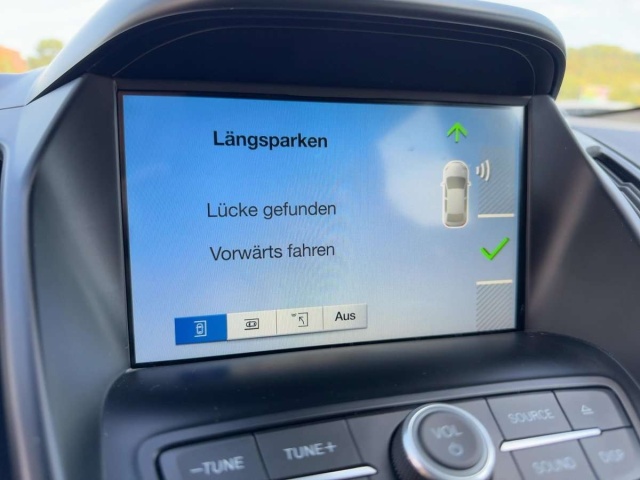 Längsparken
Lücke gefunden
Vorwärts fahren
Aus
SOURCE
VOL
−TUNE
TUNE+
SOUND
DISP